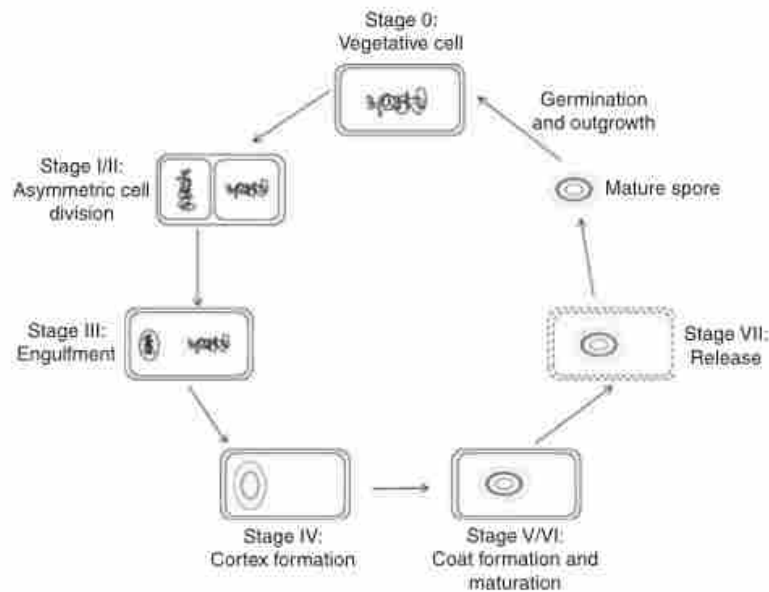 Stage 0:
Vegetative cell
Germination
and outgrowth
Stage I/II:
Asymmetric cell
division
Mature spore
Stage III:
Engulfment
Stage VII:
Release
Stage IV:
Cortex formation
Stage V/VI:
Coat formation and
maturation